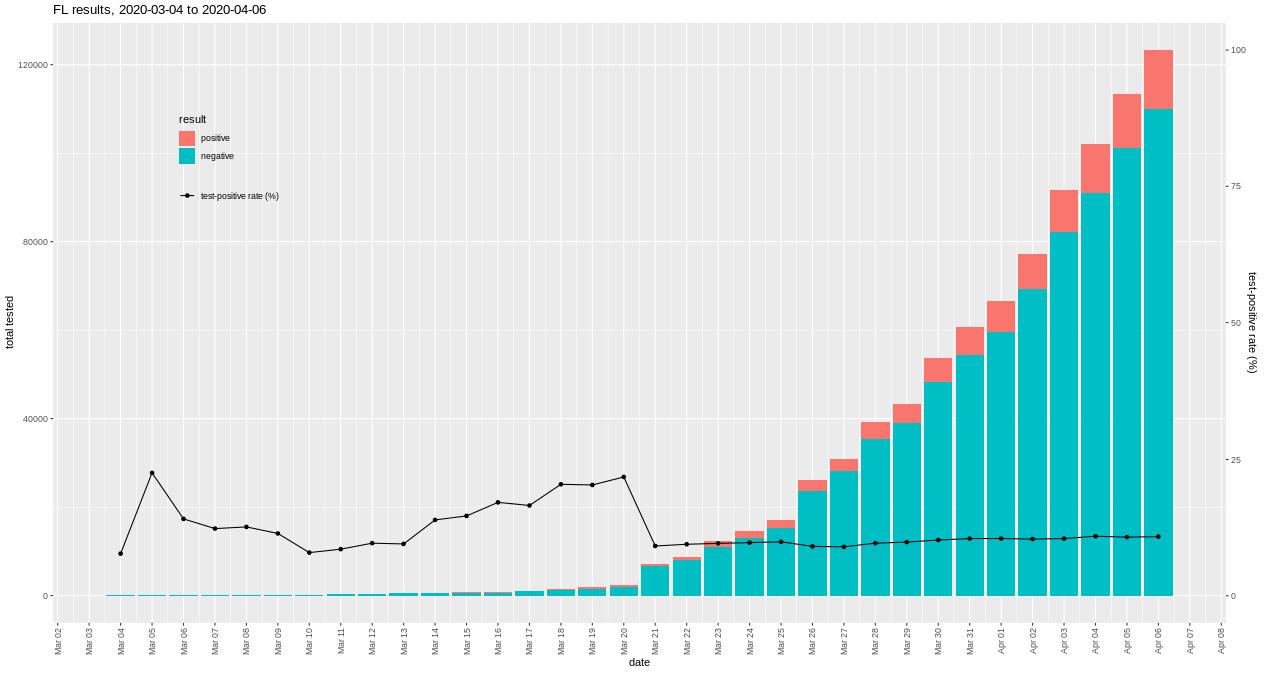 FL results, 2020-03-04 to 2020-04-06
total tested
120000
80000
40000
0
result
positive
negative
test-positive rate (%)
100
75
50
25
0
test-positive rate (%)
Mar 02
Mar 03
Mar 04
Mar 05
Mar 06
Mar 07
Mar 08
Mar 09
Mar 10
Mar 11
Mar 12
Mar 13
Mar 14
Mar 15
Mar 16
Mar 17
Mar 18
Mar 19
Mar 20
Mar 21
Mar 22
Mar 23
Mar 24
Mar 25
Mar 26
Mar 27
Mar 28
Mar 29
Mar 30
Mar 31
Apr 01
Apr 02
Apr 03
Apr 04
Apr 05
Apr 06
Apr 07
Apr 08
date